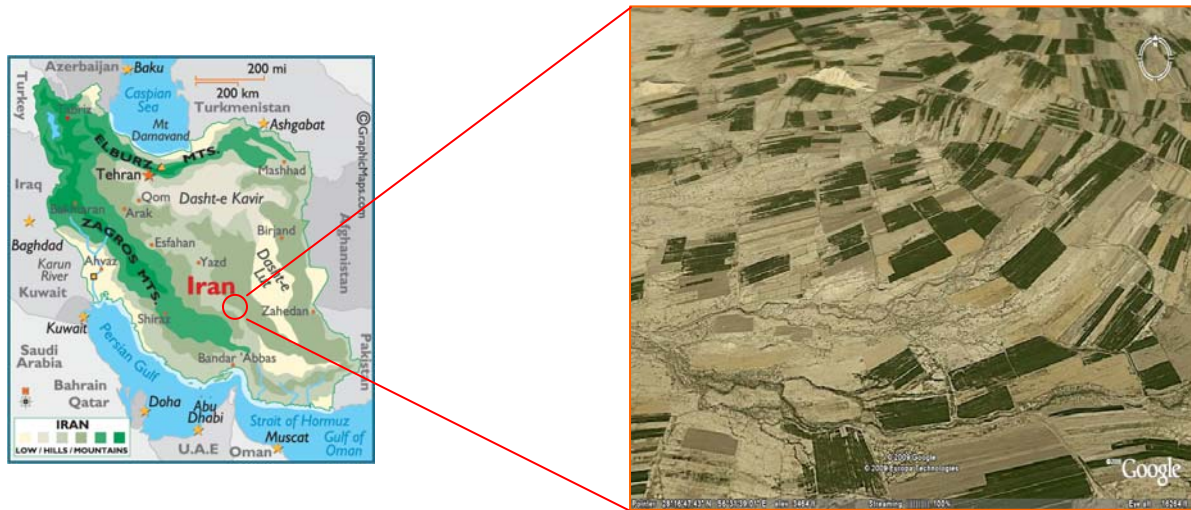 Azerbaijan
Baku
200 mi
200 km
Turkey
Caspian
Sea
Turkmenistan
Ashgabat
©GraphicMaps.com
Tabriz
Mt
Damavand
ELBURZ MTS.
Tehran
Mashhad
Iraq
Qom
Dasht-e Kavir
Arak
Baghdad
ZAGROS MTS.
Esfahan
Birjand
Afghanistan
Karun
River
Ahvaz
Yazd
Dasht-e
Lut
Kuwait
Iran
Zahedan
Kuwait
Shiraz
Persian Gulf
Bandar 'Abbas
Pakistan
Saudi
Arabia
Bahrain
Qatar
Doha
Abu
Dhabi
Strait of Hormuz
IRAN
LOW / HILLS / MOUNTAINS
U.A.E
Oman
Muscat
Gulf of
Oman
© 2009 Google
© 2009 Europa Technologies
Google
Streaming 100%